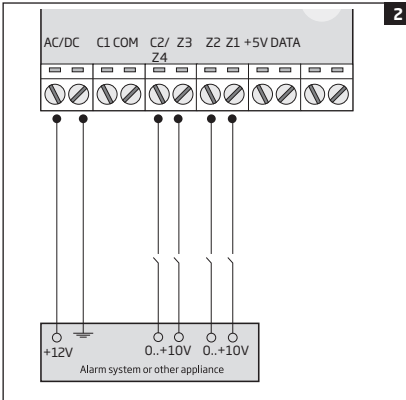 2
AC/DC C1 COM C2/ Z3 Z2 Z1 +5V DATA
Z4
+12V 0..+10V 0..+10V
Alarm system or other appliance